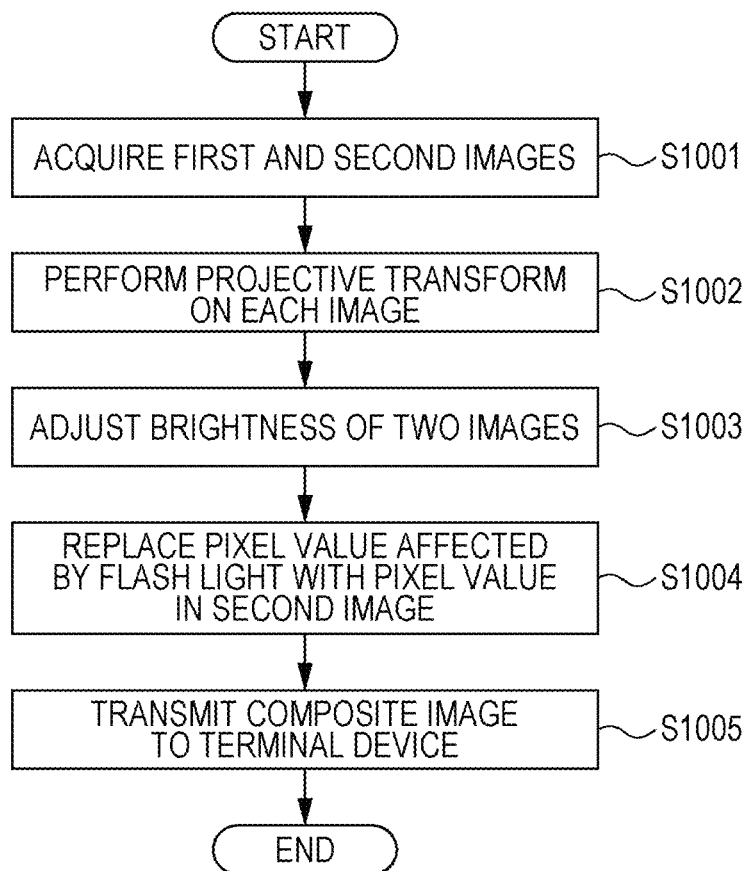 START
ACQUIRE FIRST AND SECOND IMAGES
S1001
PERFORM PROJECTIVE TRANSFORM
ON EACH IMAGE
S1002
ADJUST BRIGHTNESS OF TWO IMAGES
S1003
REPLACE PIXEL VALUE AFFECTED
BY FLASH LIGHT WITH PIXEL VALUE
IN SECOND IMAGE
S1004
TRANSMIT COMPOSITE IMAGE
TO TERMINAL DEVICE
S1005
END